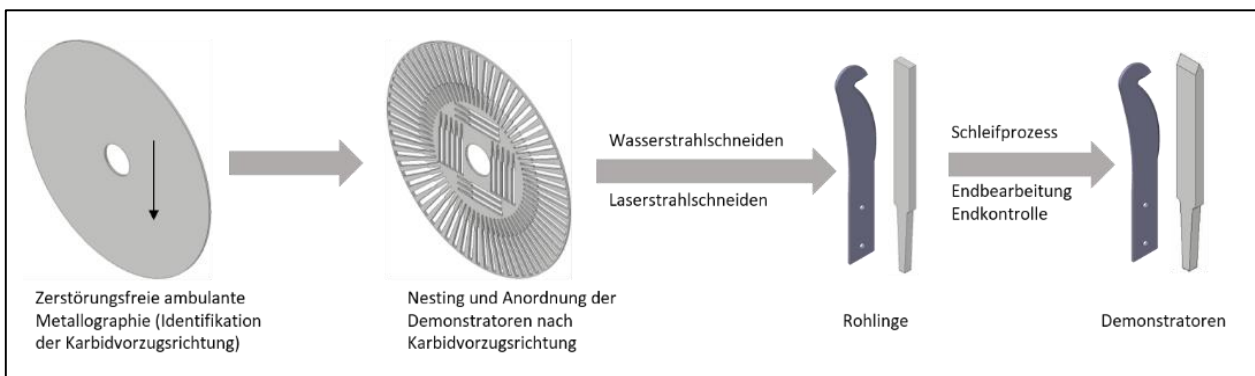 Zerstörungsfreie ambulante
Metallographie (Identifikation
der Karbidvorzugsrichtung)
Nesting und Anordnung der
Demonstratoren nach
Karbidvorzugsrichtung
Wasserstrahlschneiden
Laserstrahlschneiden
Rohlinge
Schleifprozess
Endbearbeitung
Endkontrolle
Demonstratoren